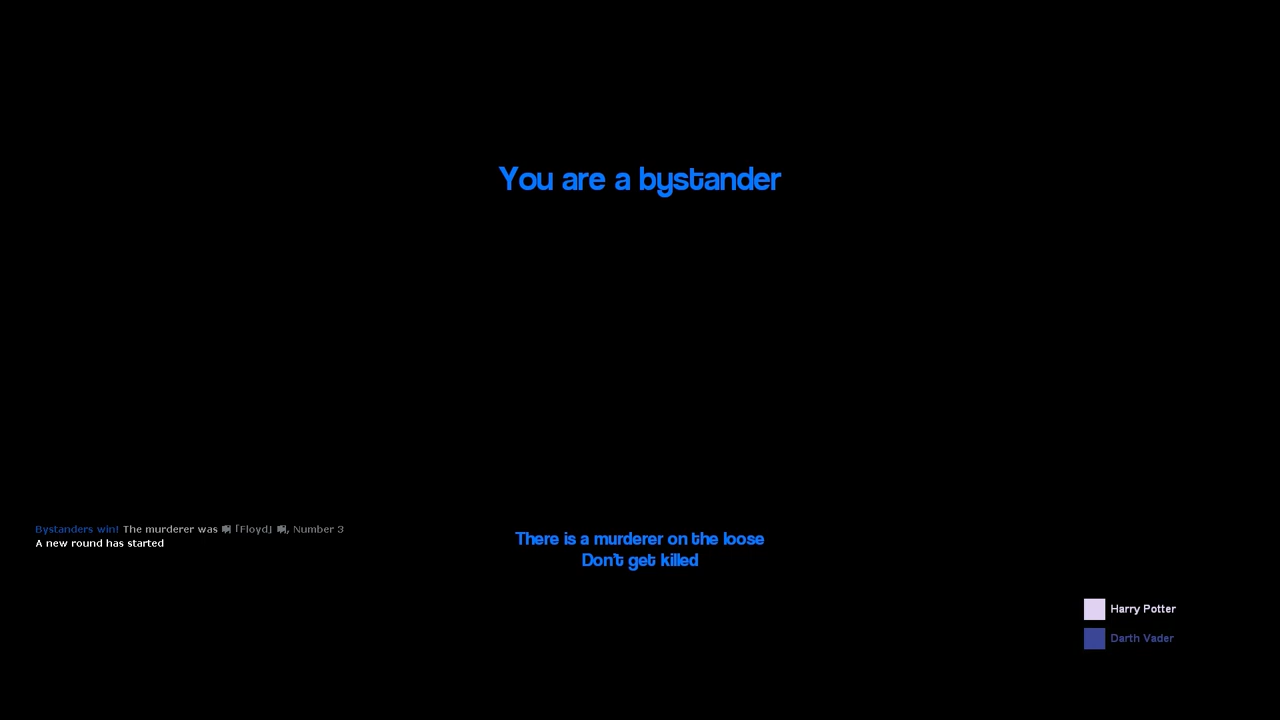 You are a bystander
Bystanders win! The murderer was 「Floyd」, Number 3
A new round has started
There is a murderer on the loose
Don't get killed
Harry Potter
Darth Vader